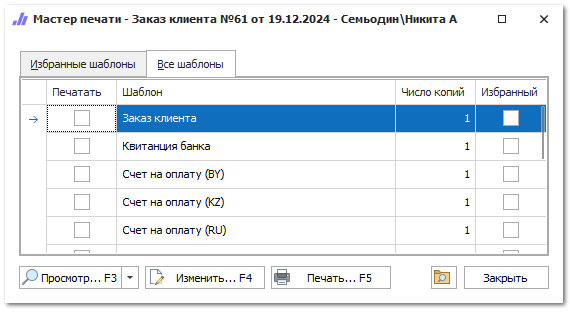 Мастер печати - Заказ клиента №61 от 19.12.2024 - Семьодин\Никита А
Избранные шаблоны Все шаблоны
Печатать Шаблон Число копий Избранный
Заказ клиента 1
Квитанция банка 1
Счет на оплату (BY) 1
Счет на оплату (KZ) 1
Счет на оплату (RU) 1
Просмотр... F3 Изменить... F4 Печать... F5 Закрыть